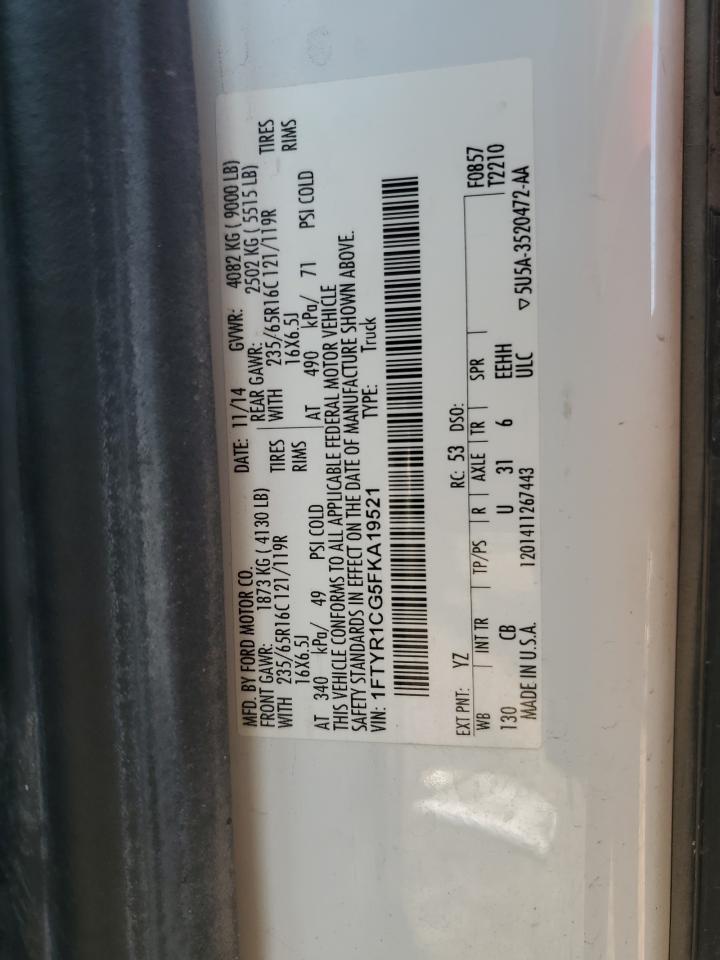 MFD. BY FORD MOTOR CO. DATE: 11/14 GVWR: 4082 KG ( 9000 LB)
FRONT GAWR: 1873 KG ( 4130 LB) REAR GAWR: 2502 KG ( 5515 LB)
WITH 235/65R16C 121/119R TIRES WITH 235/65R16C 121/119R TIRES
16X6.5J RIMS 16X6.5J RIMS
AT 340 kPa/ 49 PSI COLD AT 490 kPa/ 71 PSI COLD
THIS VEHICLE CONFORMS TO ALL APPLICABLE FEDERAL MOTOR VEHICLE
SAFETY STANDARDS IN EFFECT ON THE DATE OF MANUFACTURE SHOWN ABOVE.
VIN: 1FTYR1CG5FKA19521 TYPE: Truck
EXT PNT: YZ RC: 53 DSO:
WB INT TR TP/PS R AXLE TR SPR F0857
130 CB U 31 6 EEHH T2210
MADE IN U.S.A. 1201411267443 ULC ▽ 5U5A-3520472-AA